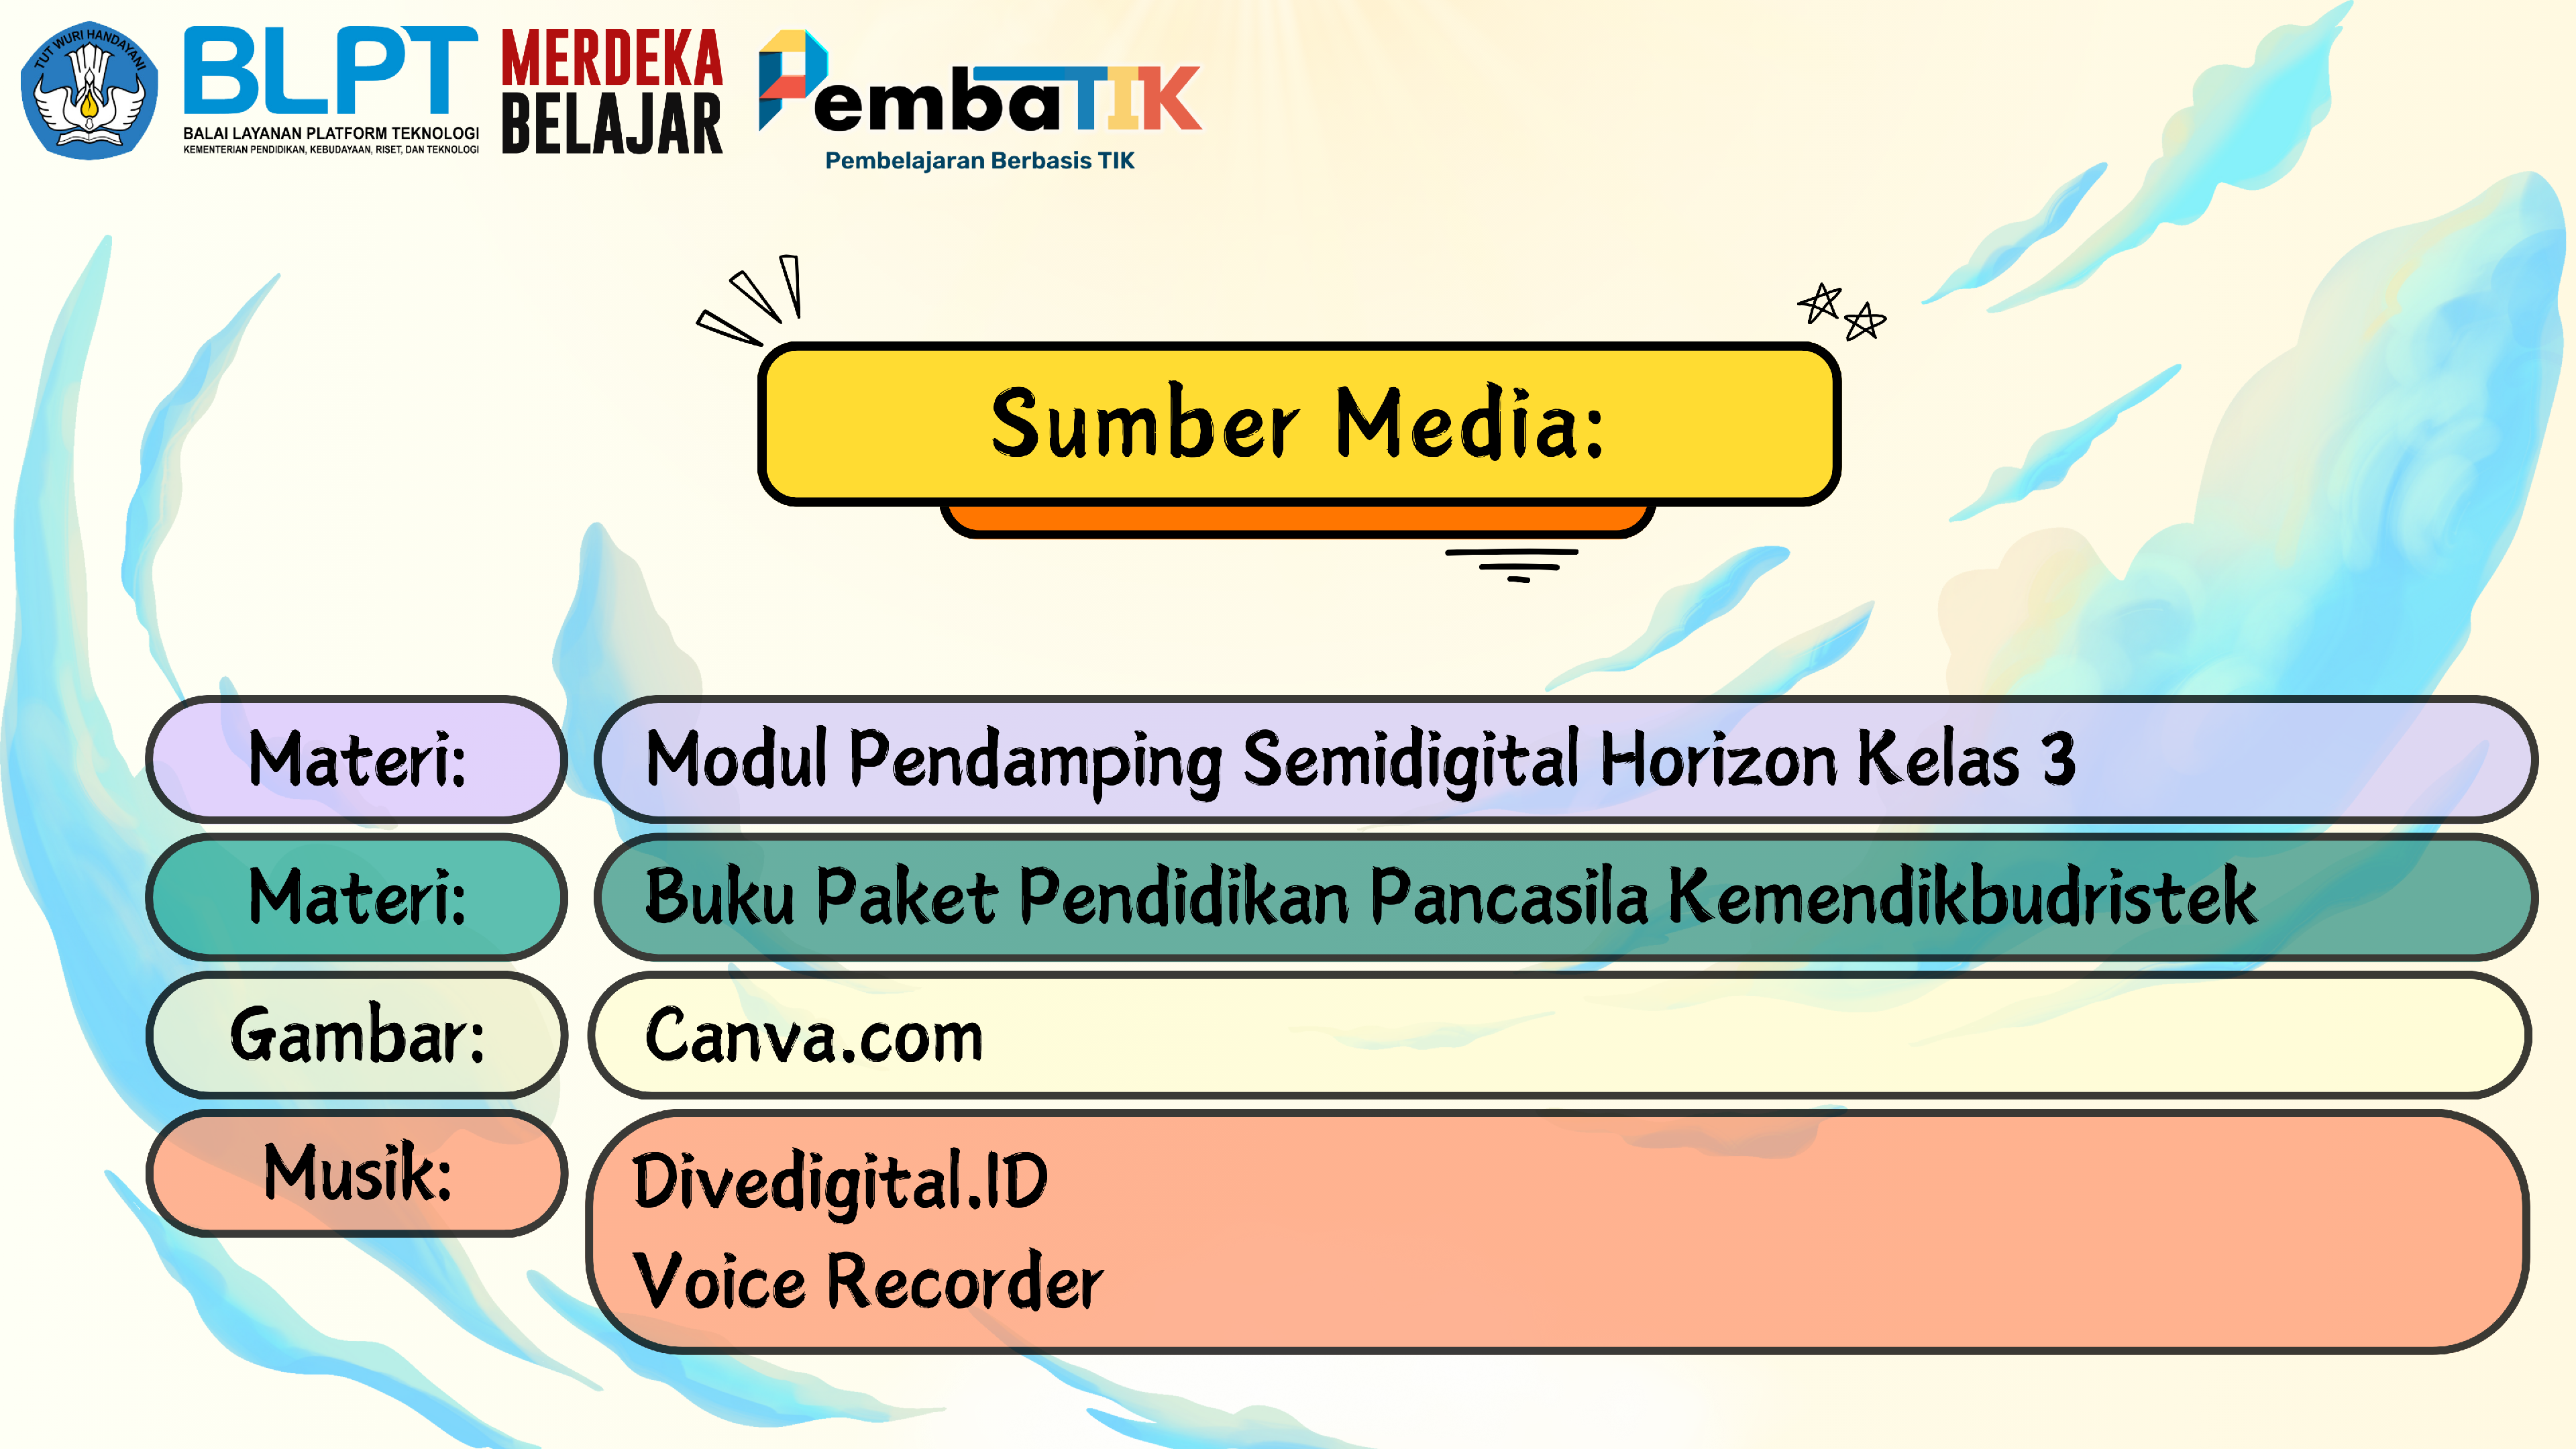 TUT WURI HANDAYANI
BLPT
BALAI LAYANAN PLATFORM TEKNOLOGI
KEMENTERIAN PENDIDIKAN, KEBUDAYAAN, RISET, DAN TEKNOLOGI
MERDEKA
BELAJAR
PembaTIK
Pembelajaran Berbasis TIK
Sumber Media:
Materi: Modul Pendamping Semidigital Horizon Kelas 3
Materi: Buku Paket Pendidikan Pancasila Kemendikbudristek
Gambar: Canva.com
Musik: Divedigital.ID
Voice Recorder